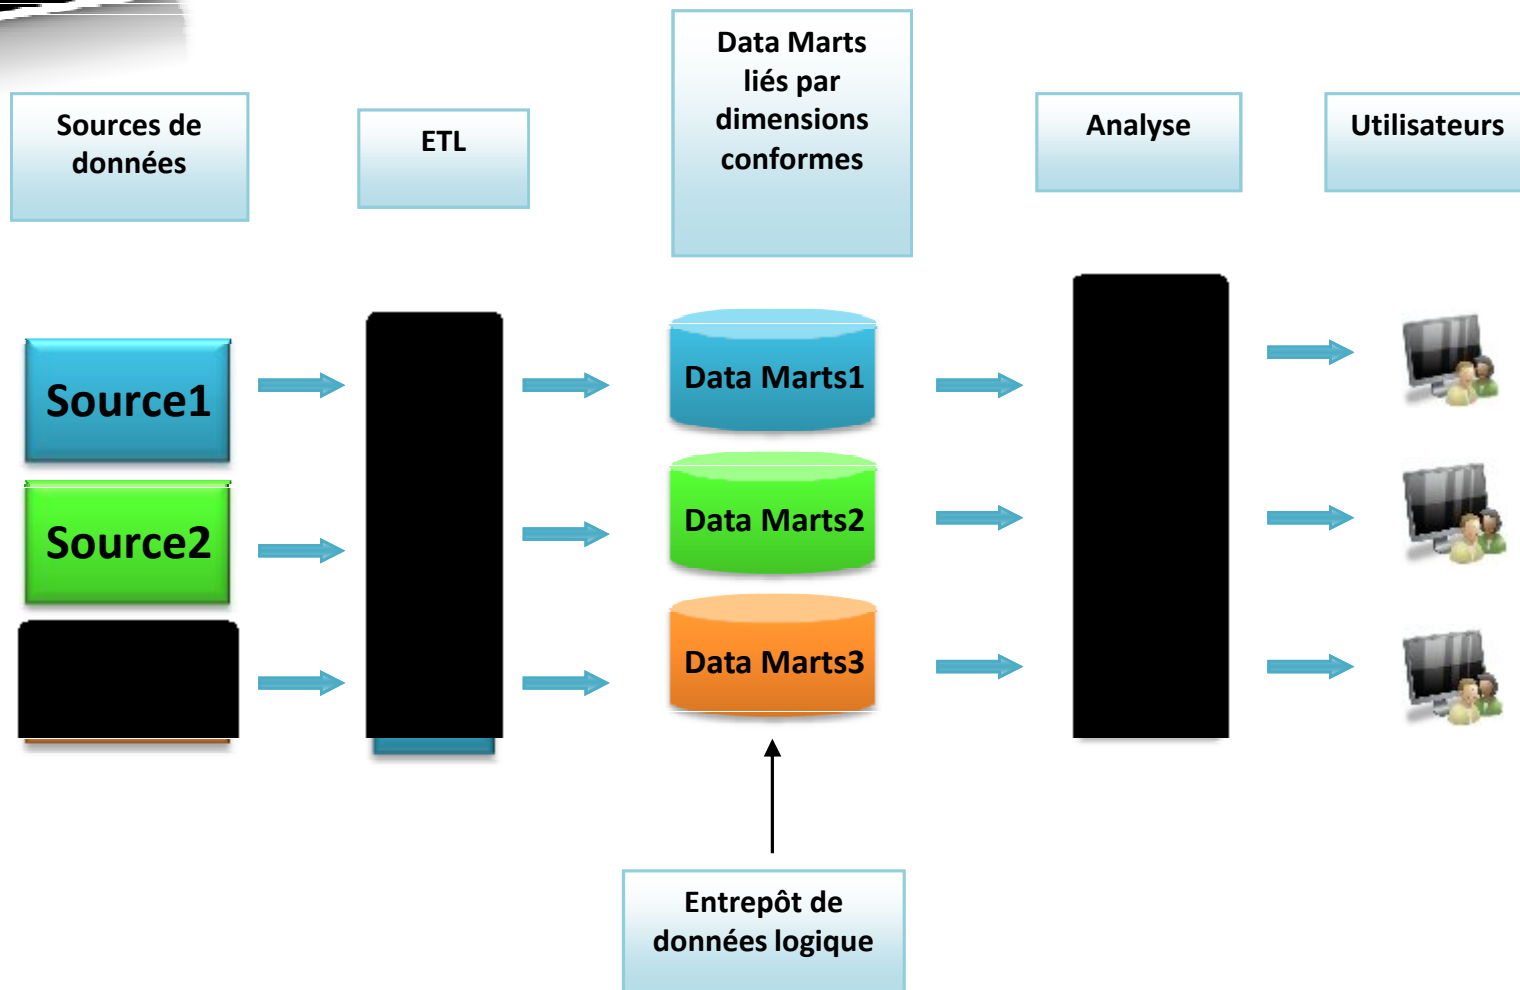 Sources de
données
ETL
Data Marts
liés par
dimensions
conformes
Analyse
Utilisateurs
Source1
Source2
Data Marts1
Data Marts2
Data Marts3
Entrepôt de
données logique